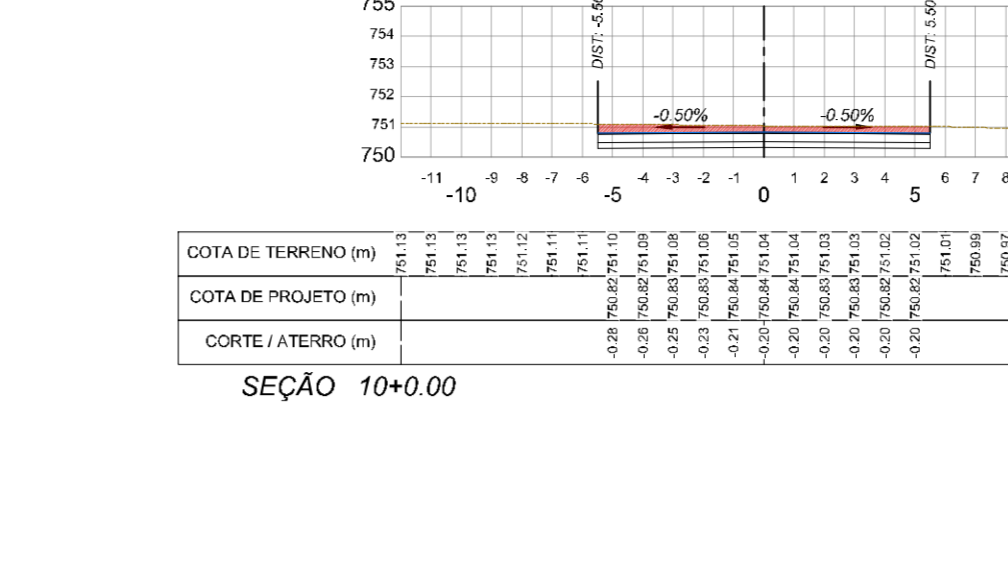 755
754
753
752
751
750
DIST: -5.50
DIST: 5.50
-0.50% -0.50%
-11 -10 -9 -8 -7 -6 -5 -4 -3 -2 -1 0 1 2 3 4 5 6 7 8
COTA DE TERRENO (m) 751.13 751.13 751.13 751.13 751.12 751.11 751.11 751.10 751.09 751.08 751.06 751.05 751.04 751.04 751.03 751.03 751.02 751.02 751.01 750.99 750.97
COTA DE PROJETO (m) 750.82 750.82 750.83 750.83 750.84 750.84 750.84 750.83 750.83 750.82 750.82
CORTE / ATERRO (m) -0.28 -0.26 -0.25 -0.23 -0.21 -0.20 -0.20 -0.20 -0.20 -0.20 -0.20
SEÇÃO 10+0.00